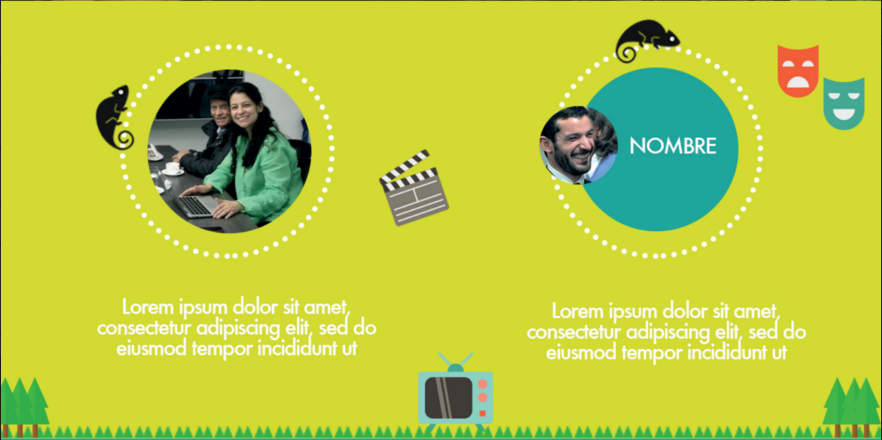 NOMBRE
Lorem ipsum dolor sit amet,
consectetur adipiscing elit, sed do
eiusmod tempor incididunt ut
Lorem ipsum dolor sit amet,
consectetur adipiscing elit, sed do
eiusmod tempor incididunt ut